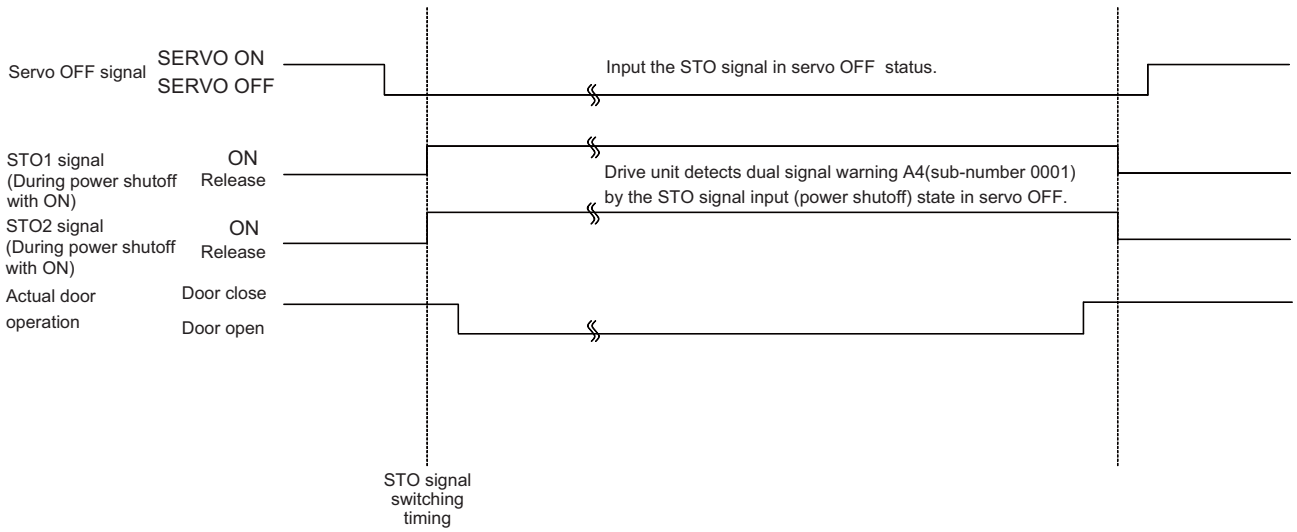 Servo OFF signal
SERVO ON
SERVO OFF
Input the STO signal in servo OFF status.
STO1 signal
(During power shutoff
with ON)
ON
Release
Drive unit detects dual signal warning A4(sub-number 0001)
by the STO signal input (power shutoff) state in servo OFF.
STO2 signal
(During power shutoff
with ON)
ON
Release
Actual door
operation
Door close
Door open
STO signal
switching
timing